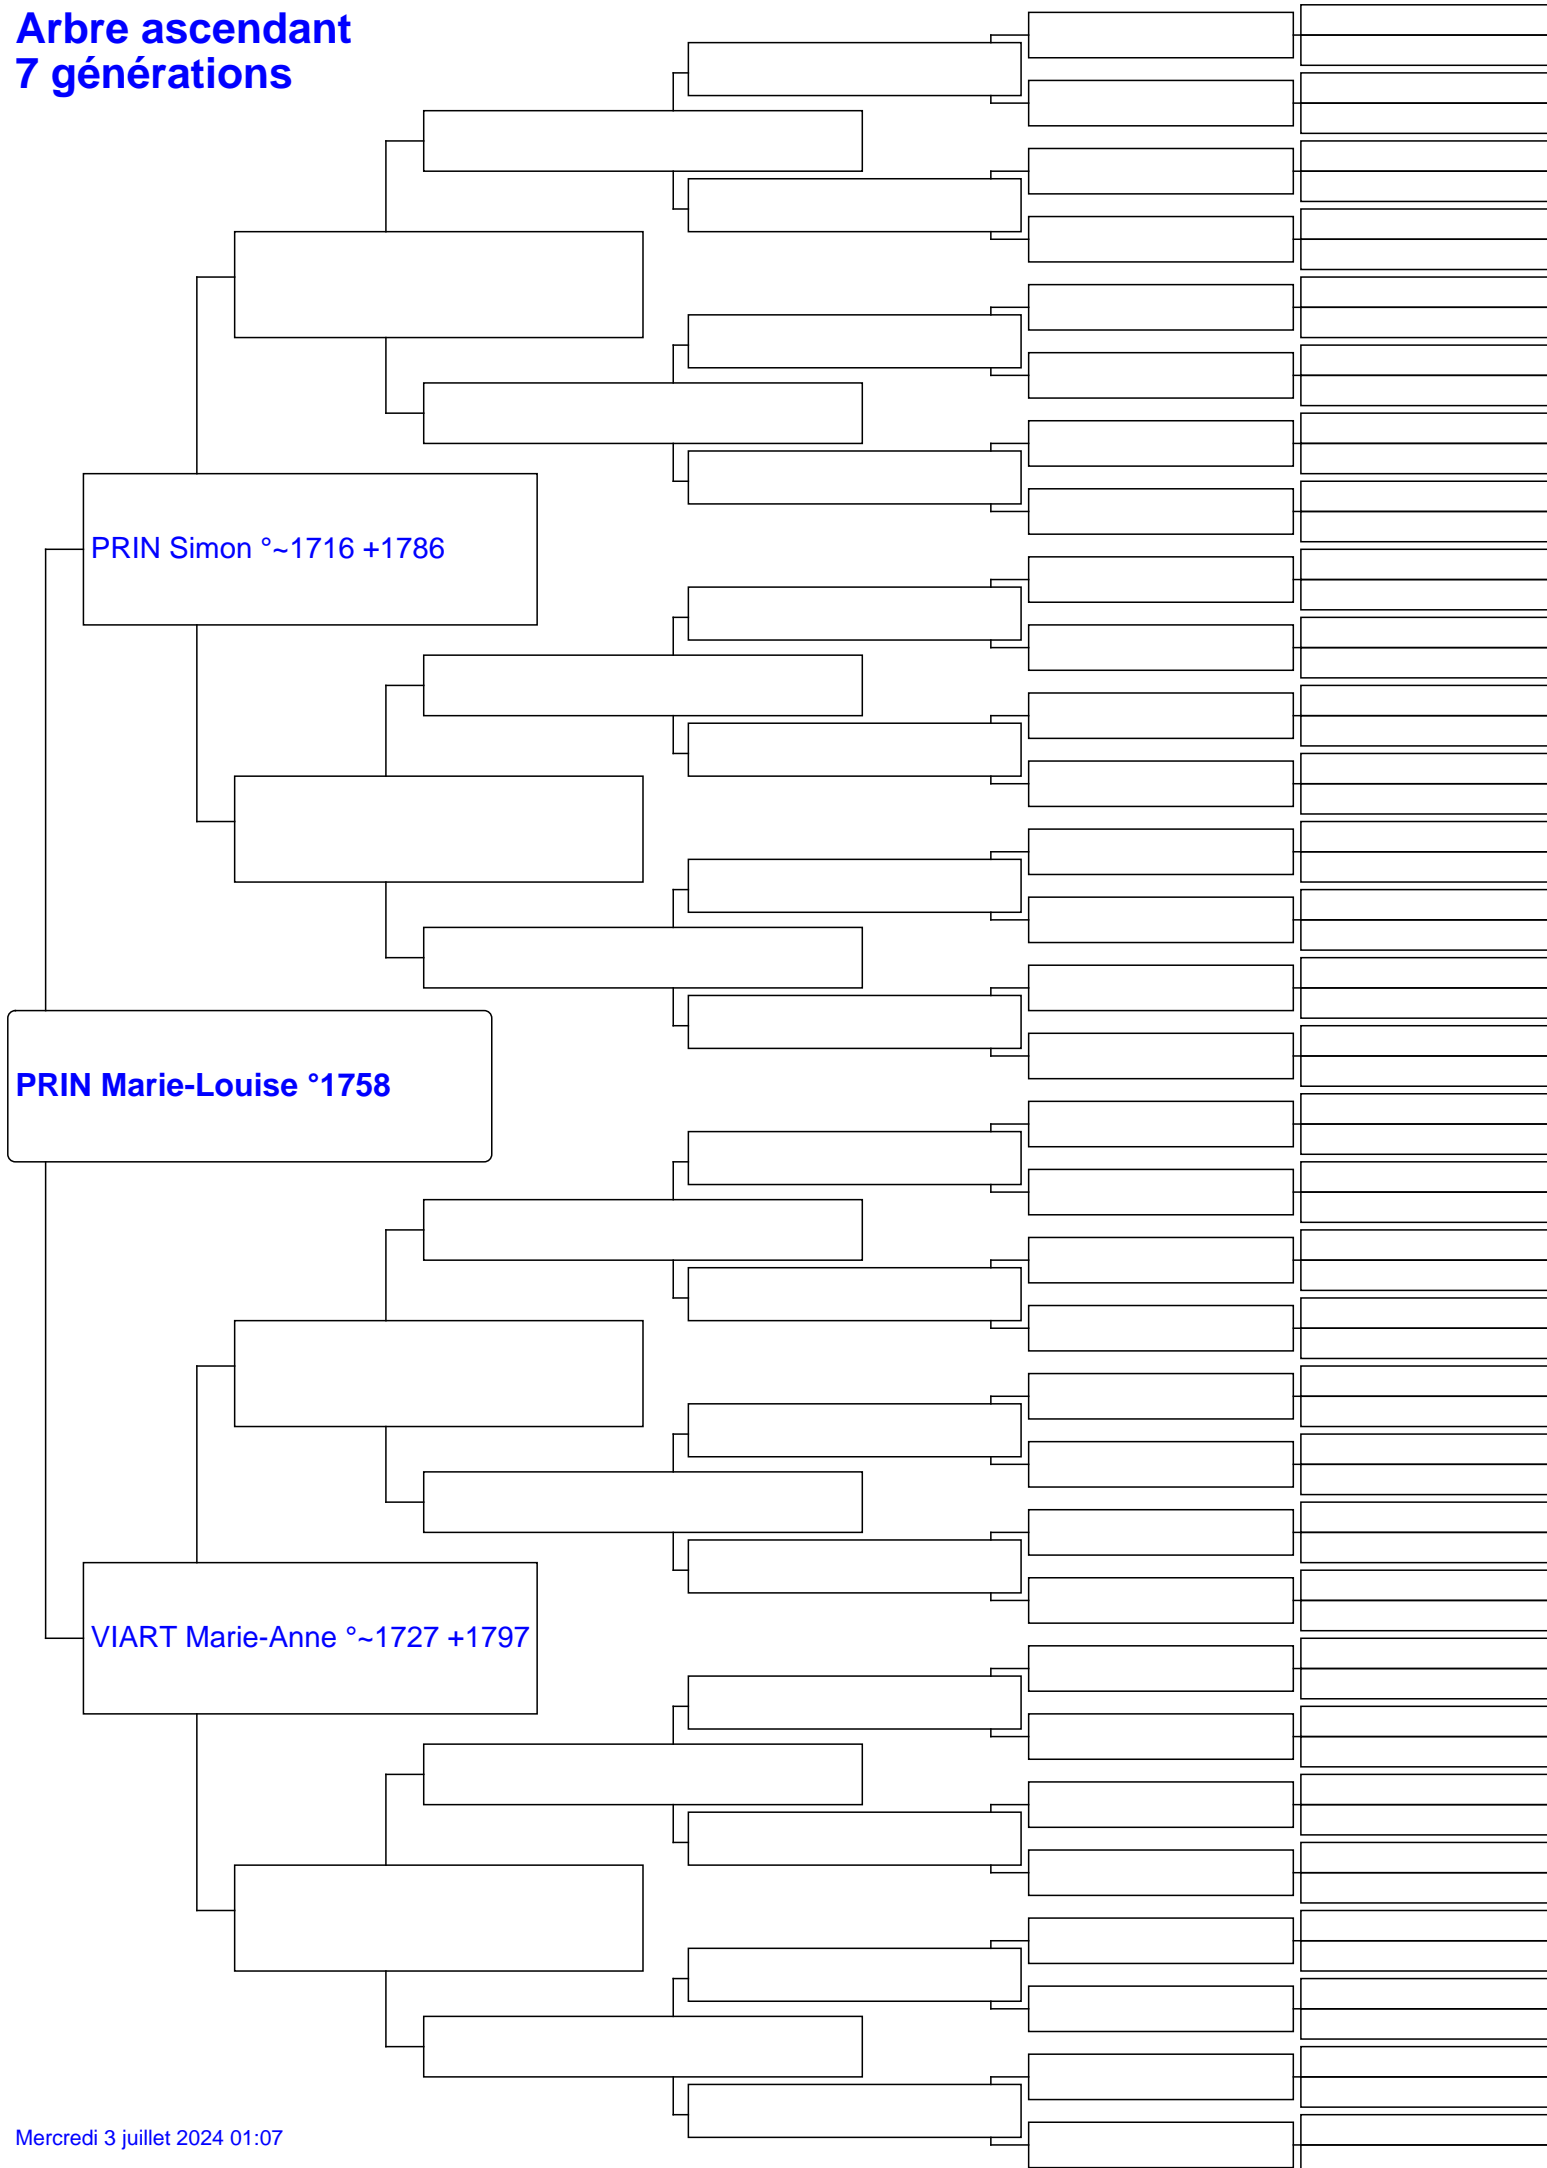 Arbre ascendant
7 générations
PRIN Simon °~1716 +1786
PRIN Marie-Louise °1758
VIART Marie-Anne °~1727 +1797
Mercredi 3 juillet 2024 01:07